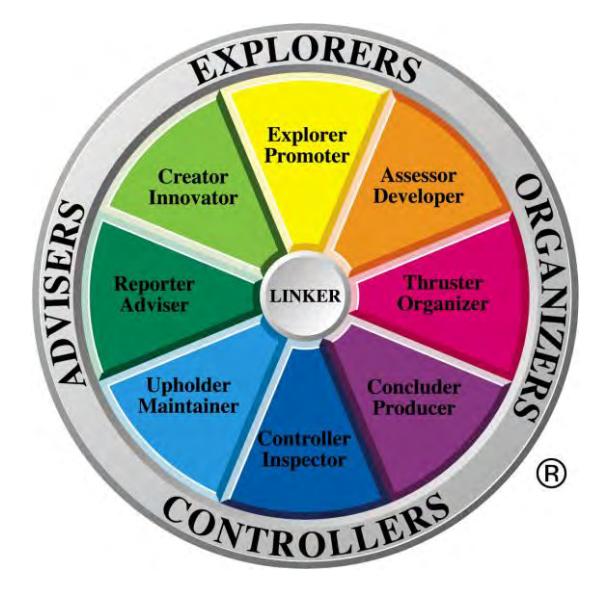 EXPLORERS
Explorer
Promoter
Creator
Innovator
Assessor
Developer
ADVISERS
ORGANIZERS
Reporter
Adviser
LINKER
Thruster
Organizer
Upholder
Maintainer
Concluder
Producer
Controller
Inspector
CONTROLLERS
®